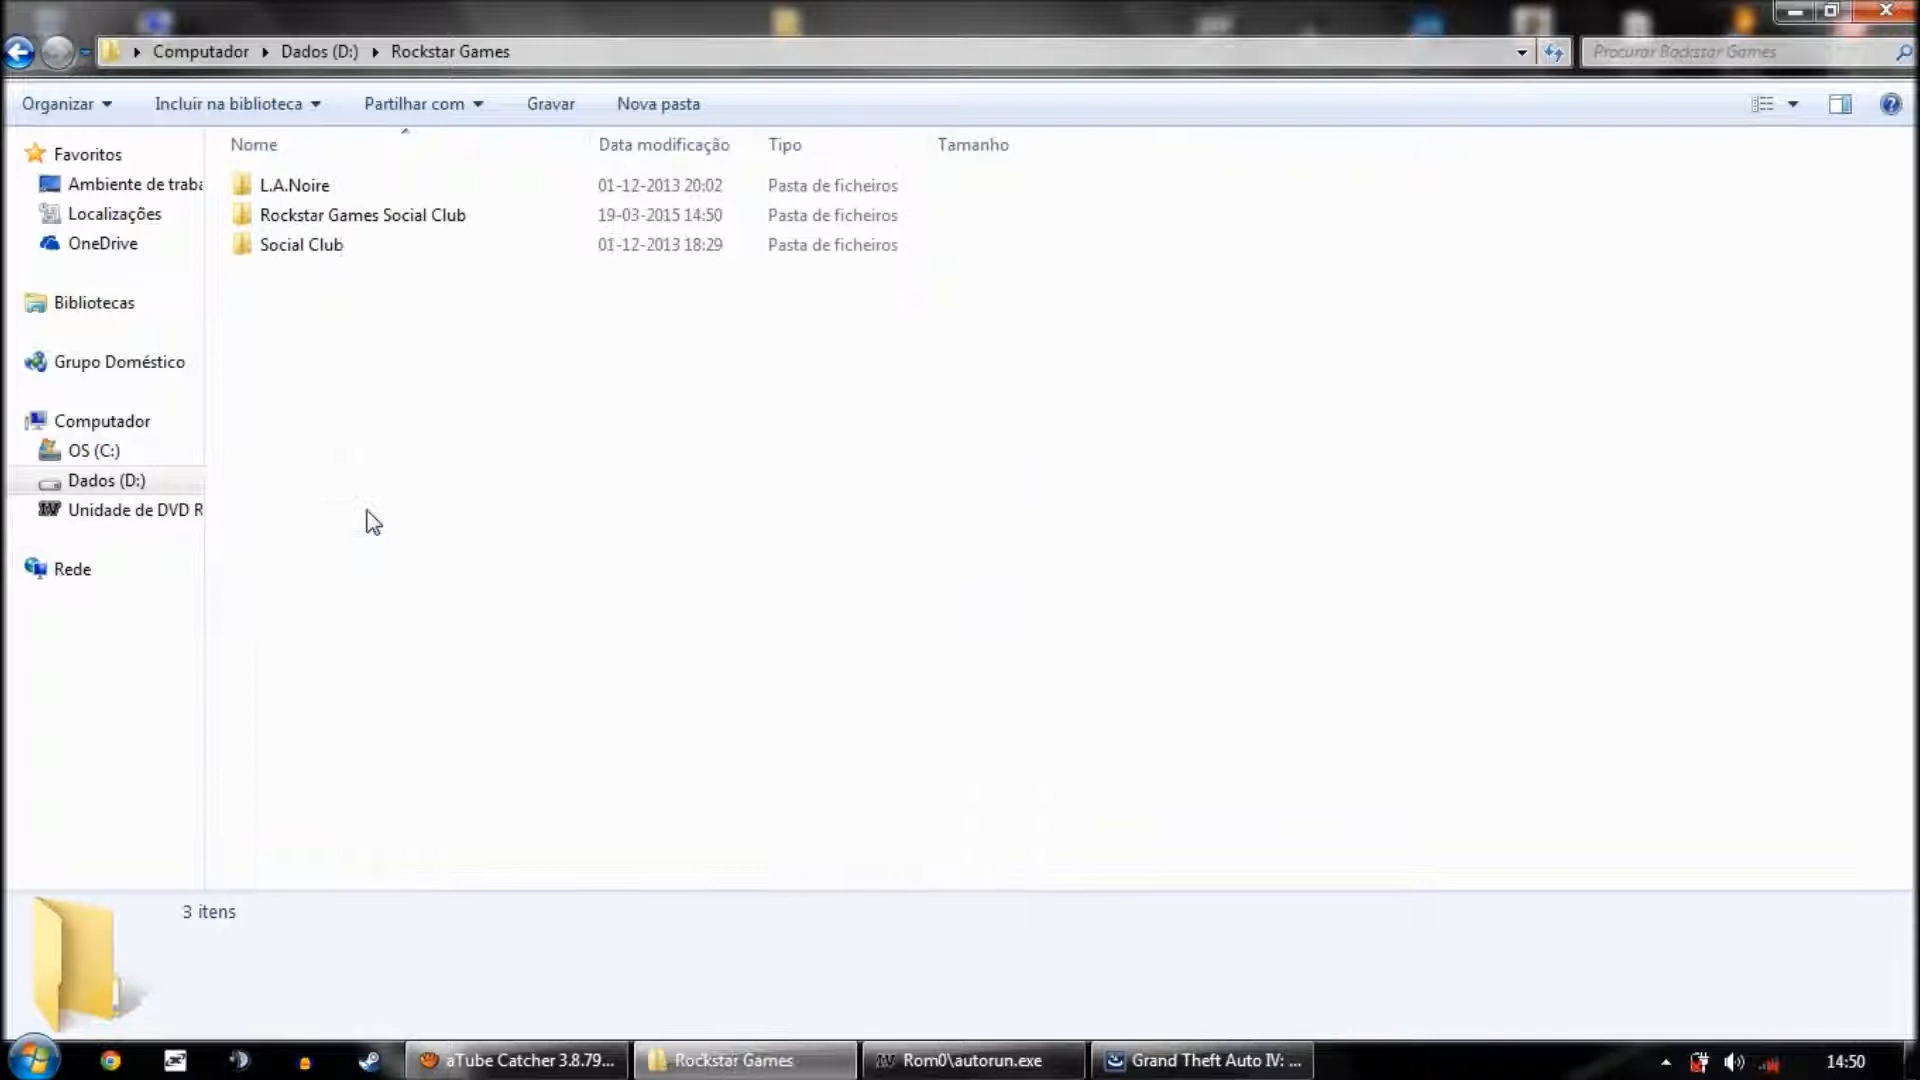 Computador Dados (D:) Rockstar Games
Procurar Rockstar Games
Organizar Incluir na biblioteca Partilhar com Gravar Nova pasta
Nome Data modificação Tipo Tamanho
L.A.Noire 01-12-2013 20:02 Pasta de ficheiros
Rockstar Games Social Club 19-03-2015 14:50 Pasta de ficheiros
Social Club 01-12-2013 18:29 Pasta de ficheiros
Favoritos
Ambiente de traba
Localizações
OneDrive
Bibliotecas
Grupo Doméstico
Computador
OS (C:)
Dados (D:)
Unidade de DVD R
Rede
3 itens
aTube Catcher 3.8.79...
Rockstar Games
Rom0\autorun.exe
Grand Theft Auto IV: ...
14:50